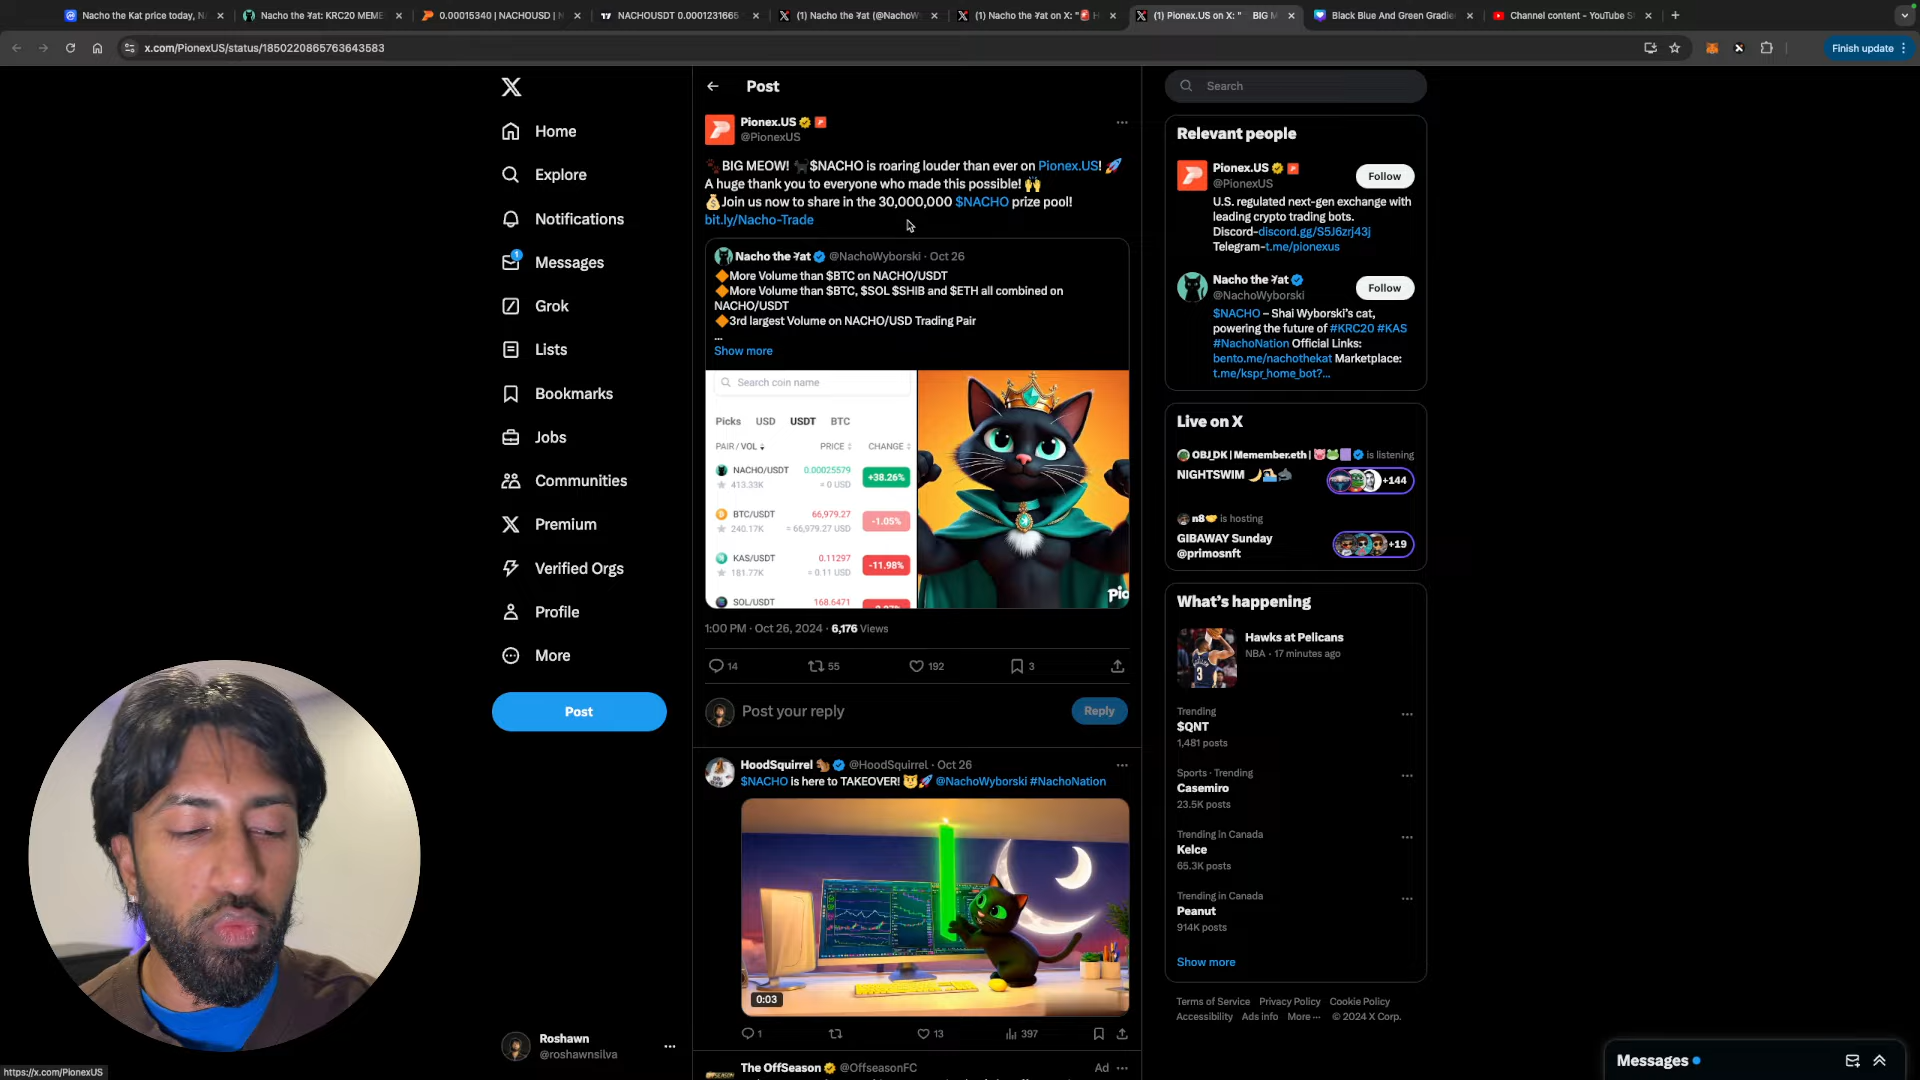 Nacho the Kat price today, N
Nacho the 𐤊at: KRC20 MEME
0.00015340 | NACHOUSD | N
NACHOUSDT 0.0001231665
(1) Nacho the 𐤊at (@NachoW
(1) Nacho the 𐤊at on X: "🚨 H
(1) Pionex.US on X: " BIG M
Black Blue And Green Gradie
Channel content - YouTube S
x.com/PionexUS/status/1850220865763643583
Finish update
Home
Explore
Notifications
1
Messages
Grok
Lists
Bookmarks
Jobs
Communities
Premium
Verified Orgs
Profile
More
Post
Roshawn
@roshawnsilva
https://x.com/PionexUS
Post
Pionex.US
@PionexUS
🐾BIG MEOW! 🐈‍⬛$NACHO is roaring louder than ever on Pionex.US! 🚀
A huge thank you to everyone who made this possible! 🙌
💰Join us now to share in the 30,000,000 $NACHO prize pool!
bit.ly/Nacho-Trade
Nacho the 𐤊at @NachoWyborski · Oct 26
🔶More Volume than $BTC on NACHO/USDT
🔶More Volume than $BTC, $SOL $SHIB and $ETH all combined on
NACHO/USDT
🔶3rd largest Volume on NACHO/USD Trading Pair
...
Show more
Search coin name
Picks USD USDT BTC
PAIR / VOL PRICE CHANGE
NACHO/USDT 0.00025579 +38.26%
413.33K ≈ 0 USD
BTC/USDT 66,979.27 -1.05%
240.17K ≈ 66,979.27 USD
KAS/USDT 0.11297 -11.98%
181.77K ≈ 0.11 USD
SOL/USDT 168.6471
Pio
1:00 PM · Oct 26, 2024 · 6,176 Views
14 55 192 3
Post your reply
Reply
HoodSquirrel 🐿️ @HoodSquirrel · Oct 26
$NACHO is here to TAKEOVER! 😼🚀 @NachoWyborski #NachoNation
0:03
1 13 397
The OffSeason @OffseasonFC Ad
Search
Relevant people
Pionex.US
@PionexUS
Follow
U.S. regulated next-gen exchange with
leading crypto trading bots.
Discord-discord.gg/S5J6zrj43j
Telegram-t.me/pionexus
Nacho the 𐤊at
@NachoWyborski
Follow
$NACHO – Shai Wyborski's cat,
powering the future of #KRC20 #KAS
#NachoNation Official Links:
bento.me/nachothekat Marketplace:
t.me/kspr_home_bot?...
Live on X
OBJ_DK | Memember.eth | 🐷🐸🟪 is listening
NIGHTSWIM 🌙🏊🦈
+144
n8🤝 is hosting
GIBAWAY Sunday
@primosnft
+19
What's happening
Hawks at Pelicans
NBA · 17 minutes ago
Trending
$QNT
1,481 posts
Sports · Trending
Casemiro
23.5K posts
Trending in Canada
Kelce
65.3K posts
Trending in Canada
Peanut
914K posts
Show more
Terms of Service Privacy Policy Cookie Policy
Accessibility Ads info More ··· © 2024 X Corp.
Messages